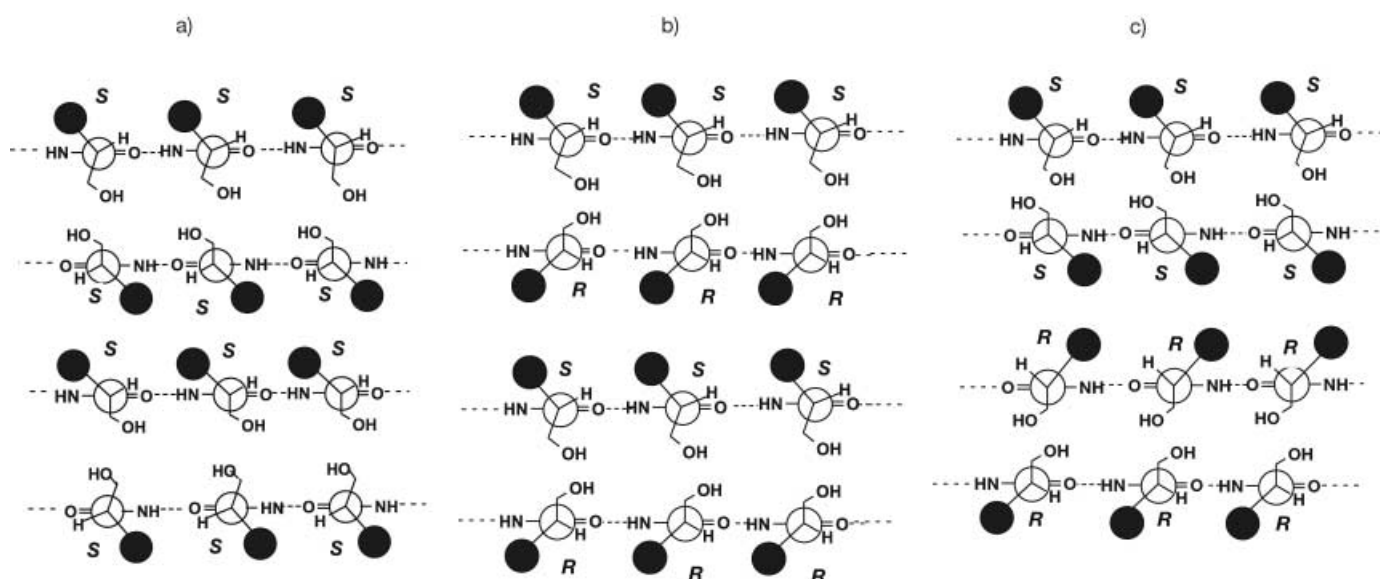 a)
S S S
H H H
HN O HN O HN O
OH OH OH
HO HO HO
O NH O NH O NH
H H H
S S S
S S S
H H H
HN O HN O HN O
OH OH OH
HO HO HO
O NH O HN O NH
H H H
S S S
b)
S S S
H H H
HN O HN O HN O
OH OH OH
OH OH OH
HN O HN O HN O
H H H
R R R
S S S
H H H
HN O HN O HN O
OH OH OH
OH OH OH
HN O HN O HN O
H H H
R R R
c)
S S S
H H H
HN O HN O HN O
OH OH OH
HO HO HO
O NH O NH O NH
H H H
S S S
R R R
H H H
O NH O NH O NH
HO HO HO
OH OH OH
HN O HN O HN O
H H H
R R R